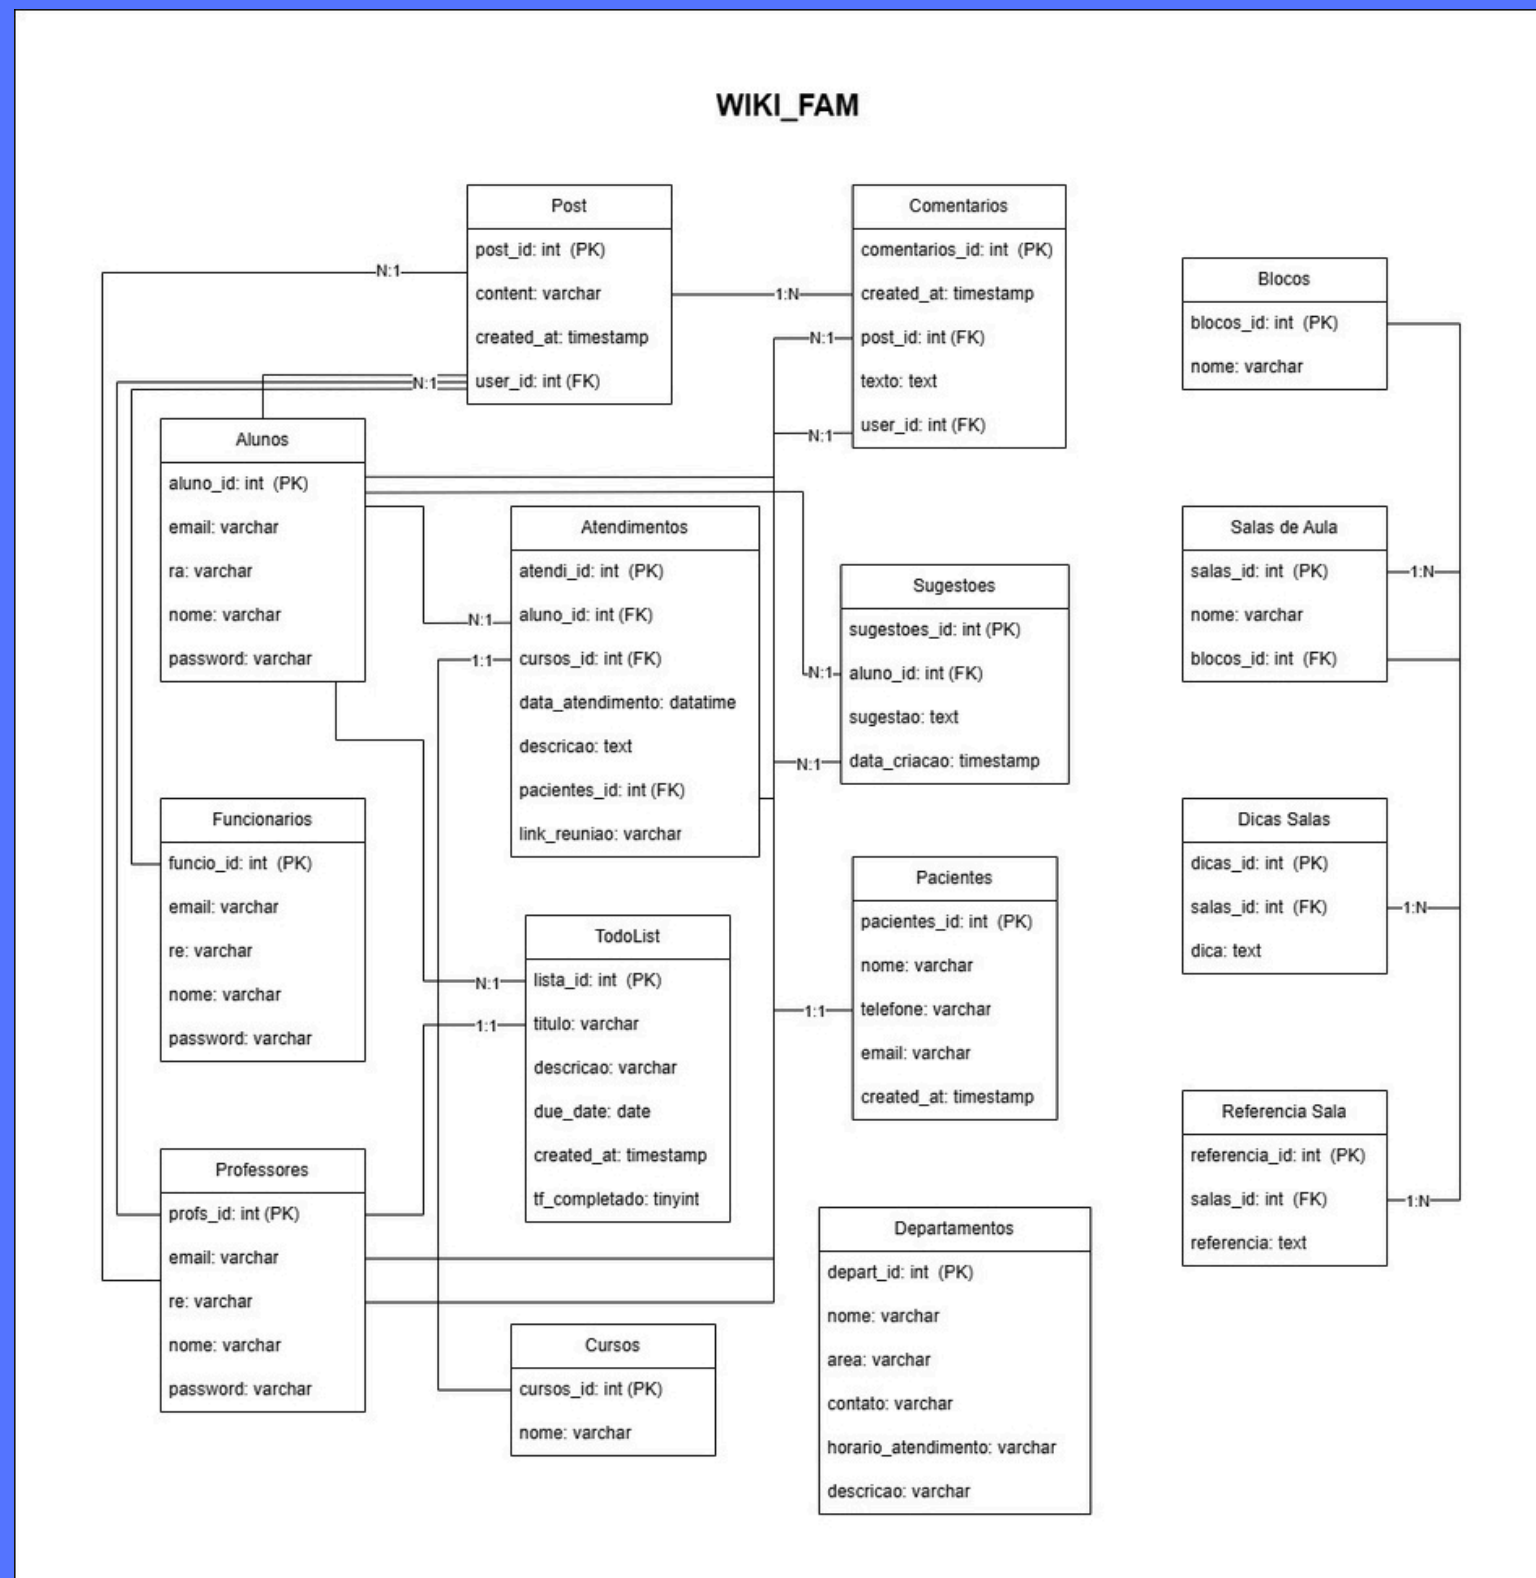 WIKI_FAM
Post
post_id: int (PK)
content: varchar
created_at: timestamp
user_id: int (FK)
N:1
N:1
1:N
Comentarios
comentarios_id: int (PK)
created_at: timestamp
post_id: int (FK)
texto: text
user_id: int (FK)
N:1
N:1
Blocos
blocos_id: int (PK)
nome: varchar
Alunos
aluno_id: int (PK)
email: varchar
ra: varchar
nome: varchar
password: varchar
Atendimentos
atendi_id: int (PK)
aluno_id: int (FK)
cursos_id: int (FK)
data_atendimento: datatime
descricao: text
pacientes_id: int (FK)
link_reuniao: varchar
N:1
1:1
Sugestoes
sugestoes_id: int (PK)
aluno_id: int (FK)
sugestao: text
data_criacao: timestamp
N:1
N:1
Salas de Aula
salas_id: int (PK)
nome: varchar
blocos_id: int (FK)
1:N
Funcionarios
funcio_id: int (PK)
email: varchar
re: varchar
nome: varchar
password: varchar
TodoList
lista_id: int (PK)
titulo: varchar
descricao: varchar
due_date: date
created_at: timestamp
tf_completado: tinyint
N:1
1:1
Pacientes
pacientes_id: int (PK)
nome: varchar
telefone: varchar
email: varchar
created_at: timestamp
1:1
Dicas Salas
dicas_id: int (PK)
salas_id: int (FK)
dica: text
1:N
Professores
profs_id: int (PK)
email: varchar
re: varchar
nome: varchar
password: varchar
Cursos
cursos_id: int (PK)
nome: varchar
Departamentos
depart_id: int (PK)
nome: varchar
area: varchar
contato: varchar
horario_atendimento: varchar
descricao: varchar
Referencia Sala
referencia_id: int (PK)
salas_id: int (FK)
referencia: text
1:N